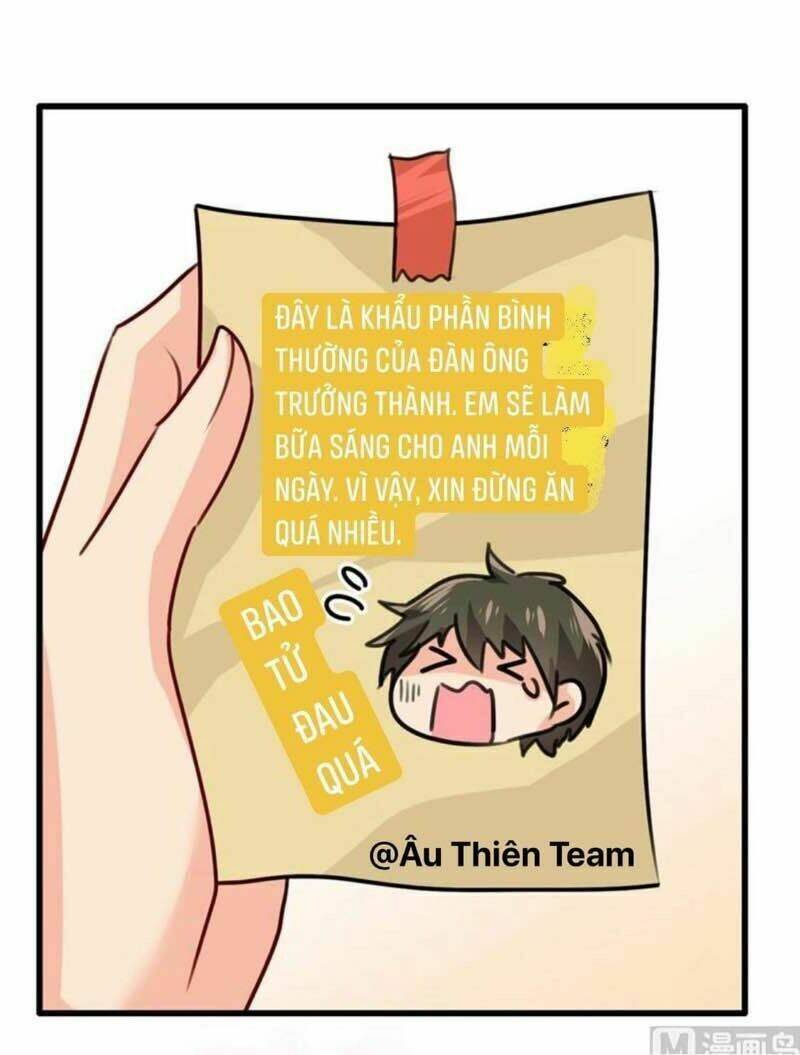 ĐÂY LÀ KHẨU PHẦN BÌNH
THƯỜNG CỦA ĐÀN ÔNG
TRƯỞNG THÀNH. EM SẼ LÀM
BỮA SÁNG CHO ANH MỖI
NGÀY. VÌ VẬY, XIN ĐỪNG ĂN
QUÁ NHIỀU.
BAO
TỬ
ĐAU
QUÁ
@Âu Thiên Team
漫画岛